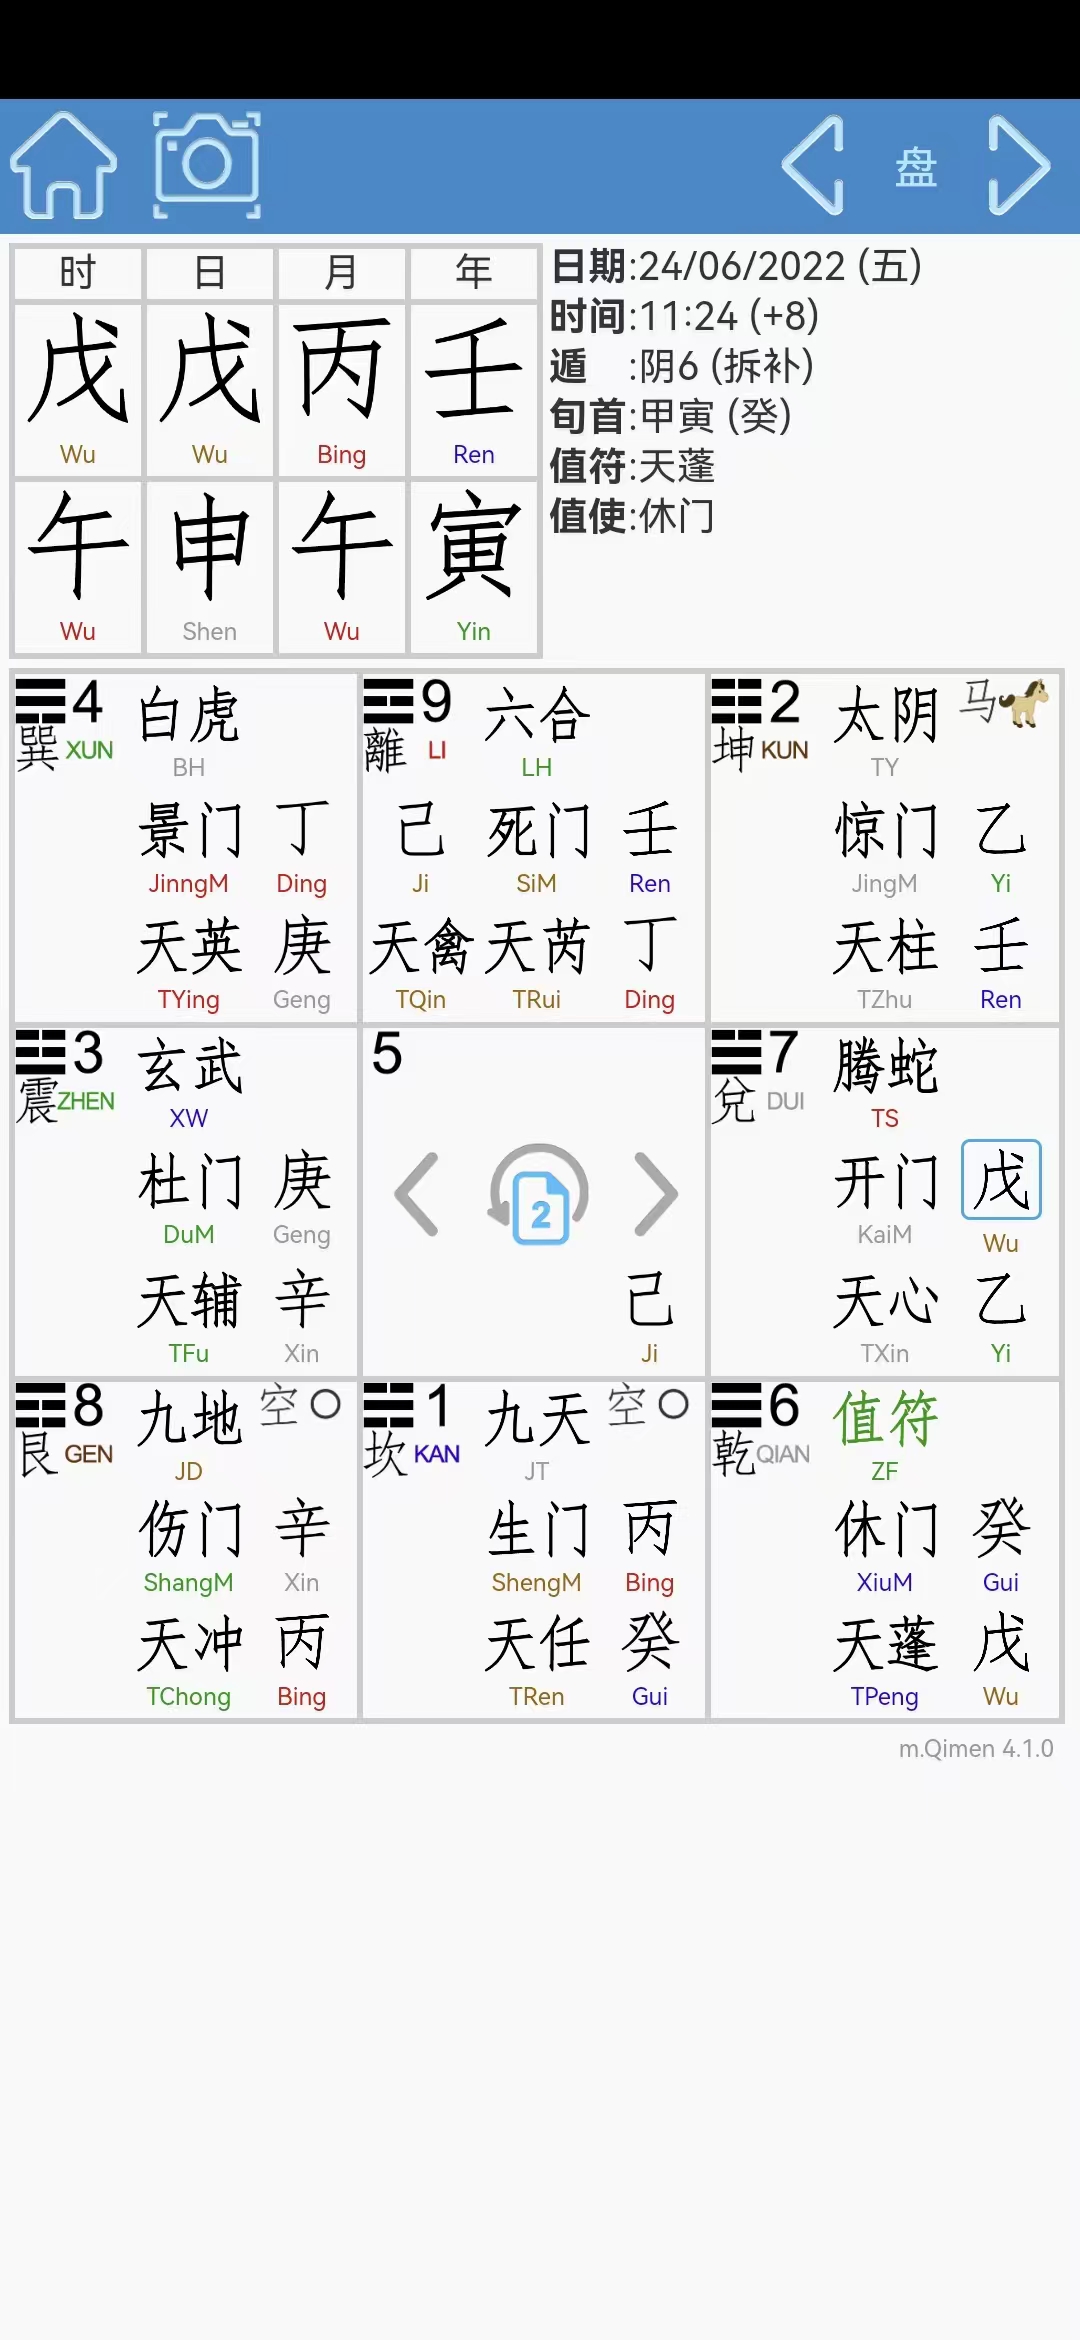 盘
时 日 月 年
戊 戊 丙 壬
Wu Wu Bing Ren
午 申 午 寅
Wu Shen Wu Yin
日期:24/06/2022 (五)
时间:11:24 (+8)
遁 :阴6 (拆补)
旬首:甲寅 (癸)
值符:天蓬
值使:休门
4 白虎
巽 XUN
BH
景门 丁
JinngM Ding
天英 庚
TYing Geng
9 六合
離 LI
LH
己 死门 壬
Ji SiM Ren
天禽 天芮 丁
TQin TRui Ding
2 太阴 马
坤 KUN
TY
惊门 乙
JingM Yi
天柱 壬
TZhu Ren
3 玄武
震 ZHEN
XW
杜门 庚
DuM Geng
天辅 辛
TFu Xin
5
2
己
Ji
7 腾蛇
兌 DUI
TS
开门 戊
KaiM Wu
天心 乙
TXin Yi
8 九地 空
艮 GEN
JD
伤门 辛
ShangM Xin
天冲 丙
TChong Bing
1 九天 空
坎 KAN
JT
生门 丙
ShengM Bing
天任 癸
TRen Gui
6 值符
乾 QIAN
ZF
休门 癸
XiuM Gui
天蓬 戊
TPeng Wu
m.Qimen 4.1.0